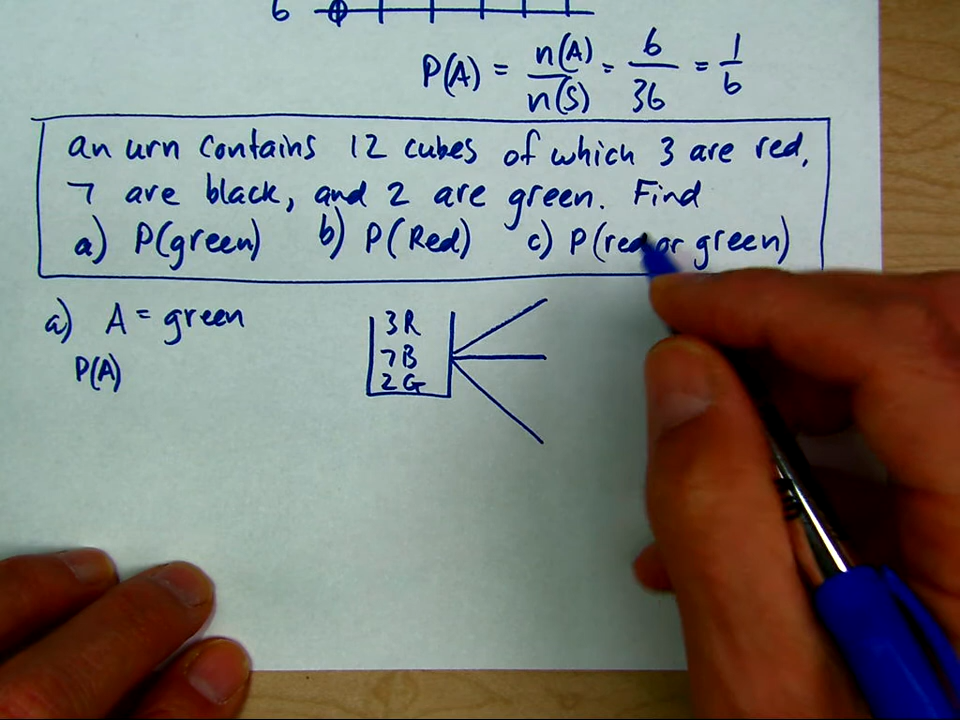 6
P(A) = n(A)/n(S) = 6/36 = 1/6
an urn contains 12 cubes of which 3 are red,
7 are black, and 2 are green. Find
a) P(green) b) P(Red) c) P(red or green)
a) A = green
P(A)
3R
7B
2G